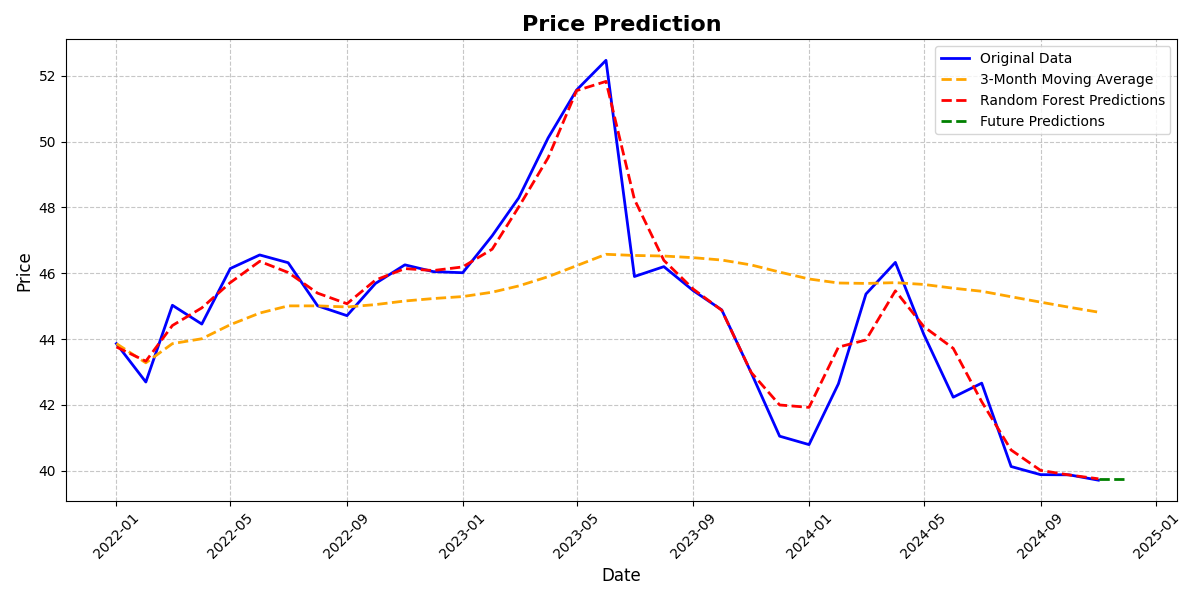 Price Prediction
Original Data
3-Month Moving Average
Random Forest Predictions
Future Predictions
Price
52
50
48
46
44
42
40
2022-01
2022-05
2022-09
2023-01
2023-05
2023-09
2024-01
2024-05
2024-09
2025-01
Date